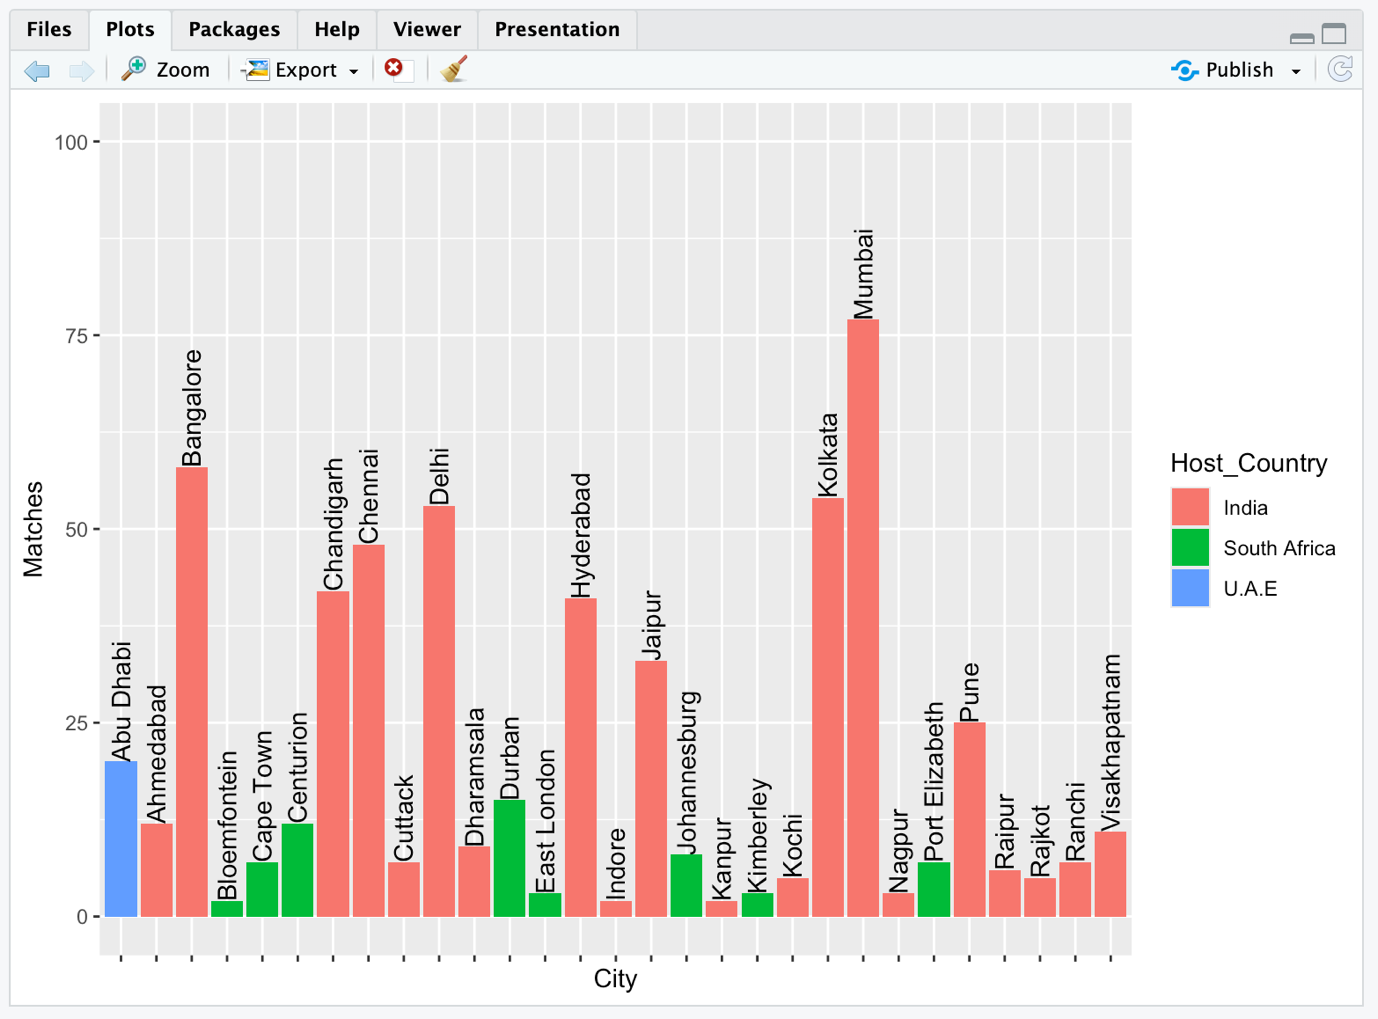 Files Plots Packages Help Viewer Presentation
Zoom Export Publish
100
75
50
25
0
Matches
Abu Dhabi
Ahmedabad
Bangalore
Bloemfontein
Cape Town
Centurion
Chandigarh
Chennai
Cuttack
Delhi
Dharamsala
Durban
East London
Hyderabad
Indore
Jaipur
Johannesburg
Kanpur
Kimberley
Kochi
Kolkata
Mumbai
Nagpur
Port Elizabeth
Pune
Raipur
Rajkot
Ranchi
Visakhapatnam
City
Host_Country
India
South Africa
U.A.E